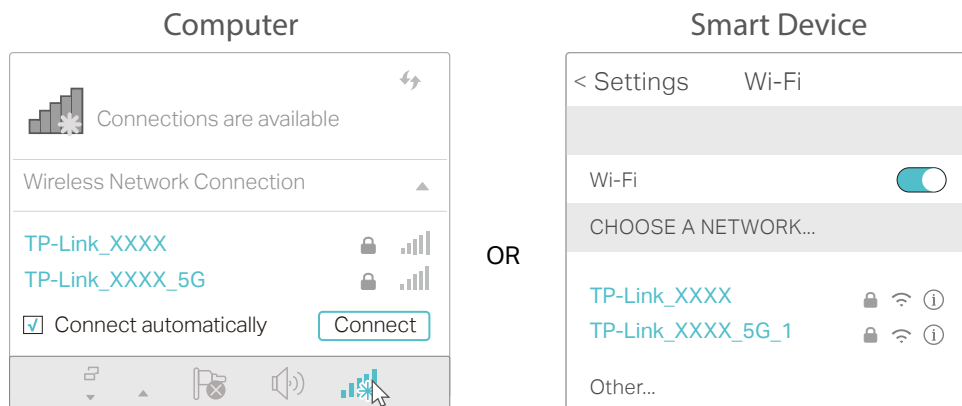 Computer
Connections are available
Wireless Network Connection
TP-Link_XXXX
TP-Link_XXXX_5G
Connect automatically
Connect
OR
Smart Device
< Settings Wi-Fi
Wi-Fi
CHOOSE A NETWORK...
TP-Link_XXXX
TP-Link_XXXX_5G_1
Other...